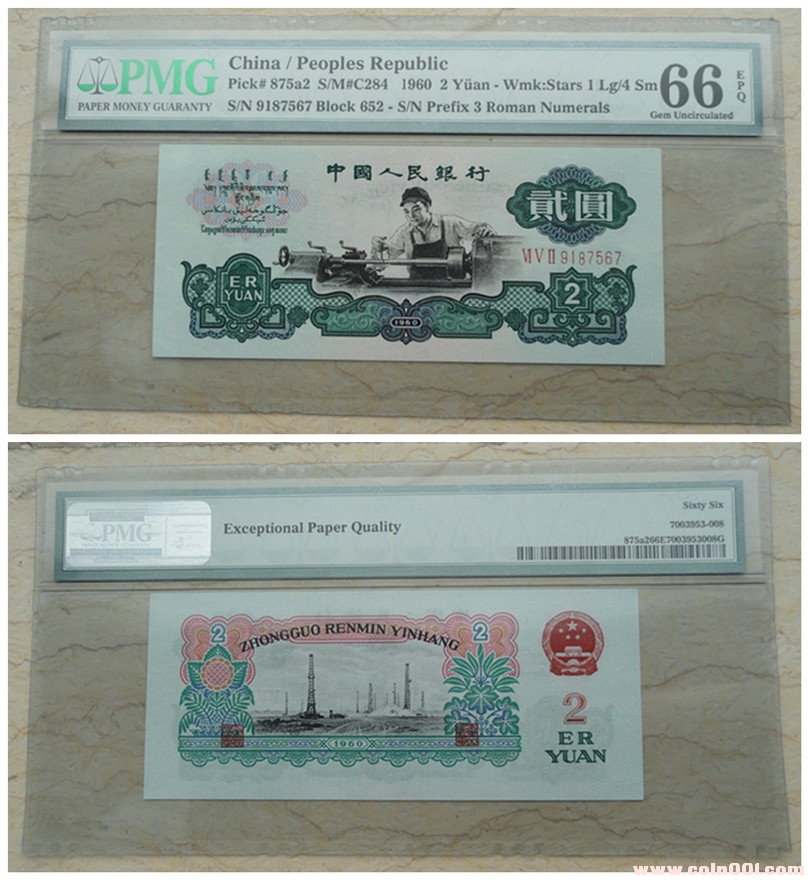 PMG
PAPER MONEY GUARANTY
China / Peoples Republic
Pick# 875a2 S/M#C284 1960 2 Yüan - Wmk:Stars 1 Lg/4 Sm
S/N 9187567 Block 652 - S/N Prefix 3 Roman Numerals
66
EPQ
Gem Uncirculated
中國人民銀行
貳圓
VI V II 9187567
ER
YUAN
1960
2
PMG
Exceptional Paper Quality
Sixty Six
7003953-008
875a266E7003953008G
2
ZHONGGUO RENMIN YINHANG
2
1960
2
ER
YUAN
www.coin001.com